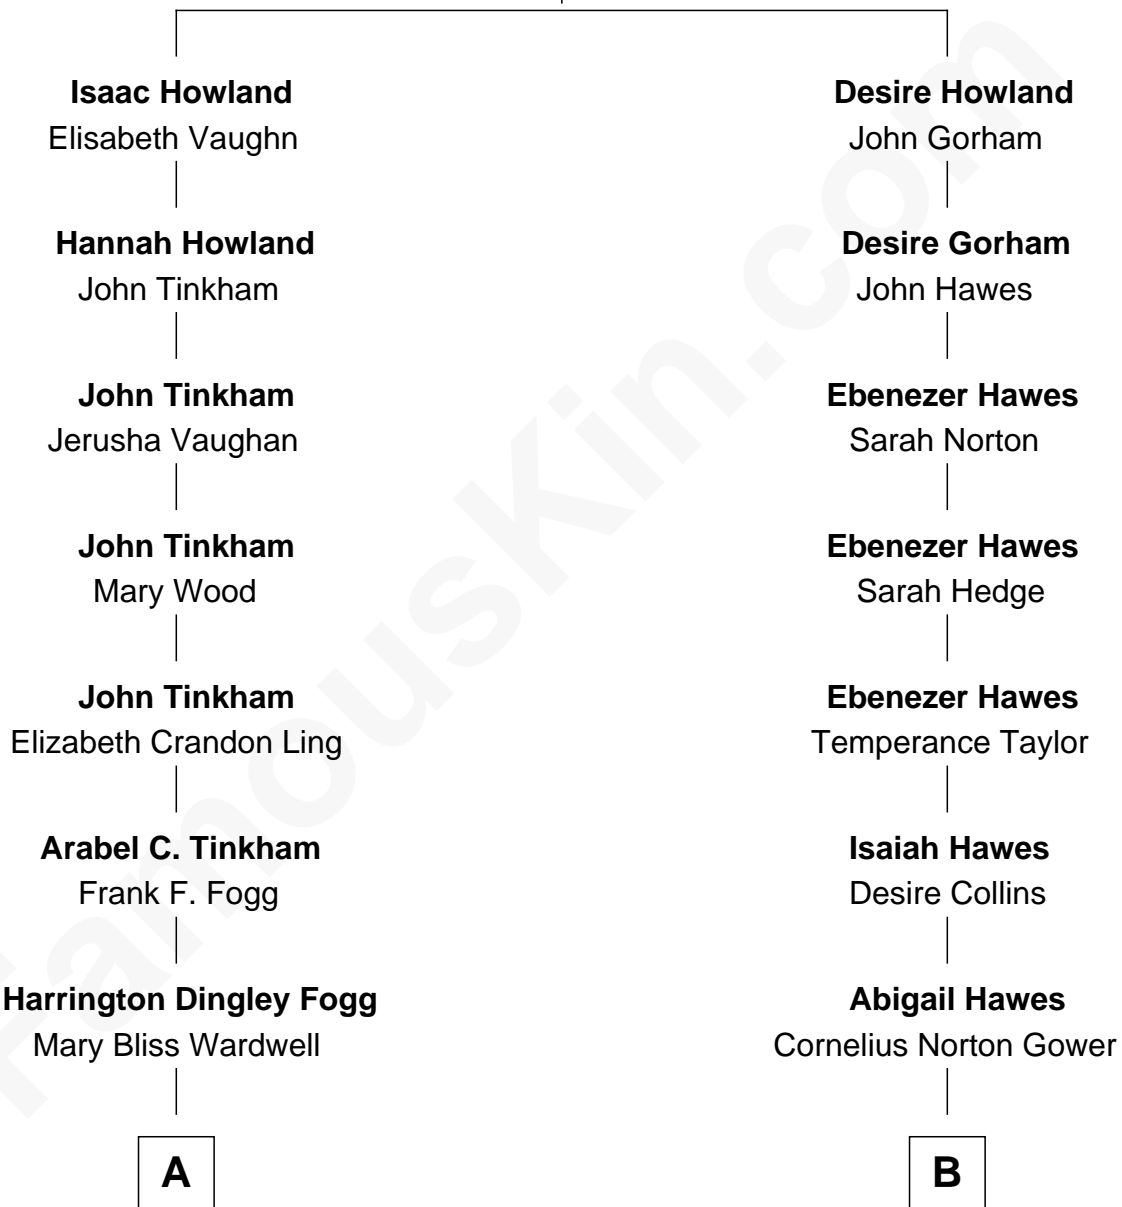 Isaac Howland
Elisabeth Vaughn
Desire Howland
John Gorham
Hannah Howland
John Tinkham
Desire Gorham
John Hawes
John Tinkham
Jerusha Vaughan
Ebenezer Hawes
Sarah Norton
John Tinkham
Mary Wood
Ebenezer Hawes
Sarah Hedge
John Tinkham
Elizabeth Crandon Ling
Ebenezer Hawes
Temperance Taylor
Arabel C. Tinkham
Frank F. Fogg
Isaiah Hawes
Desire Collins
Harrington Dingley Fogg
Mary Bliss Wardwell
Abigail Hawes
Cornelius Norton Gower
A
B
FamousKin.com